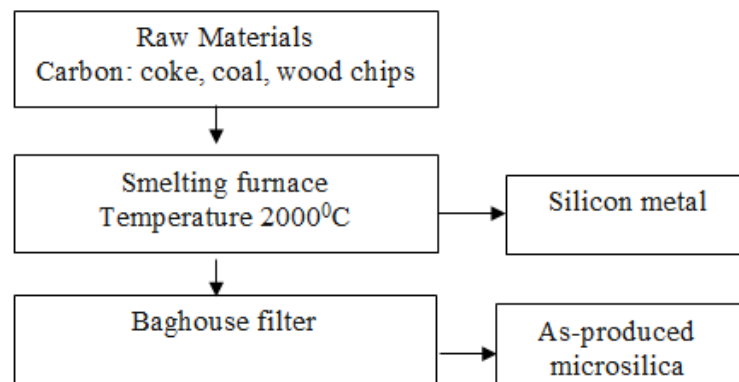 Raw Materials
Carbon: coke, coal, wood chips
Smelting furnace
Temperature 2000⁰C
Silicon metal
Baghouse filter
As-produced
microsilica